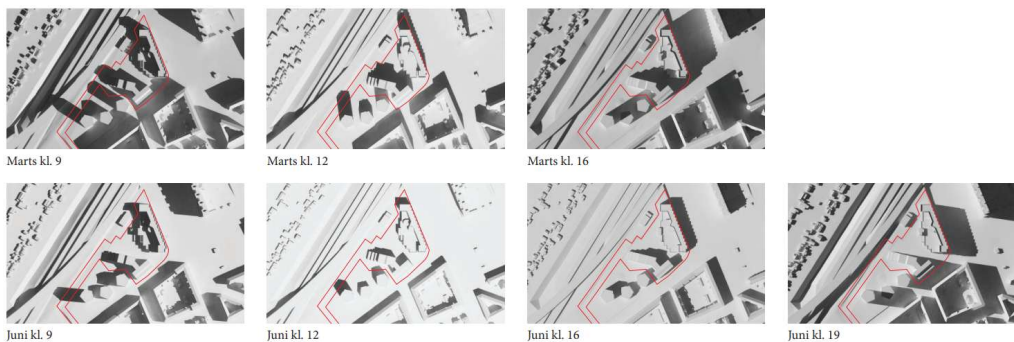 Marts kl. 9
Marts kl. 12
Marts kl. 16
Juni kl. 9
Juni kl. 12
Juni kl. 16
Juni kl. 19